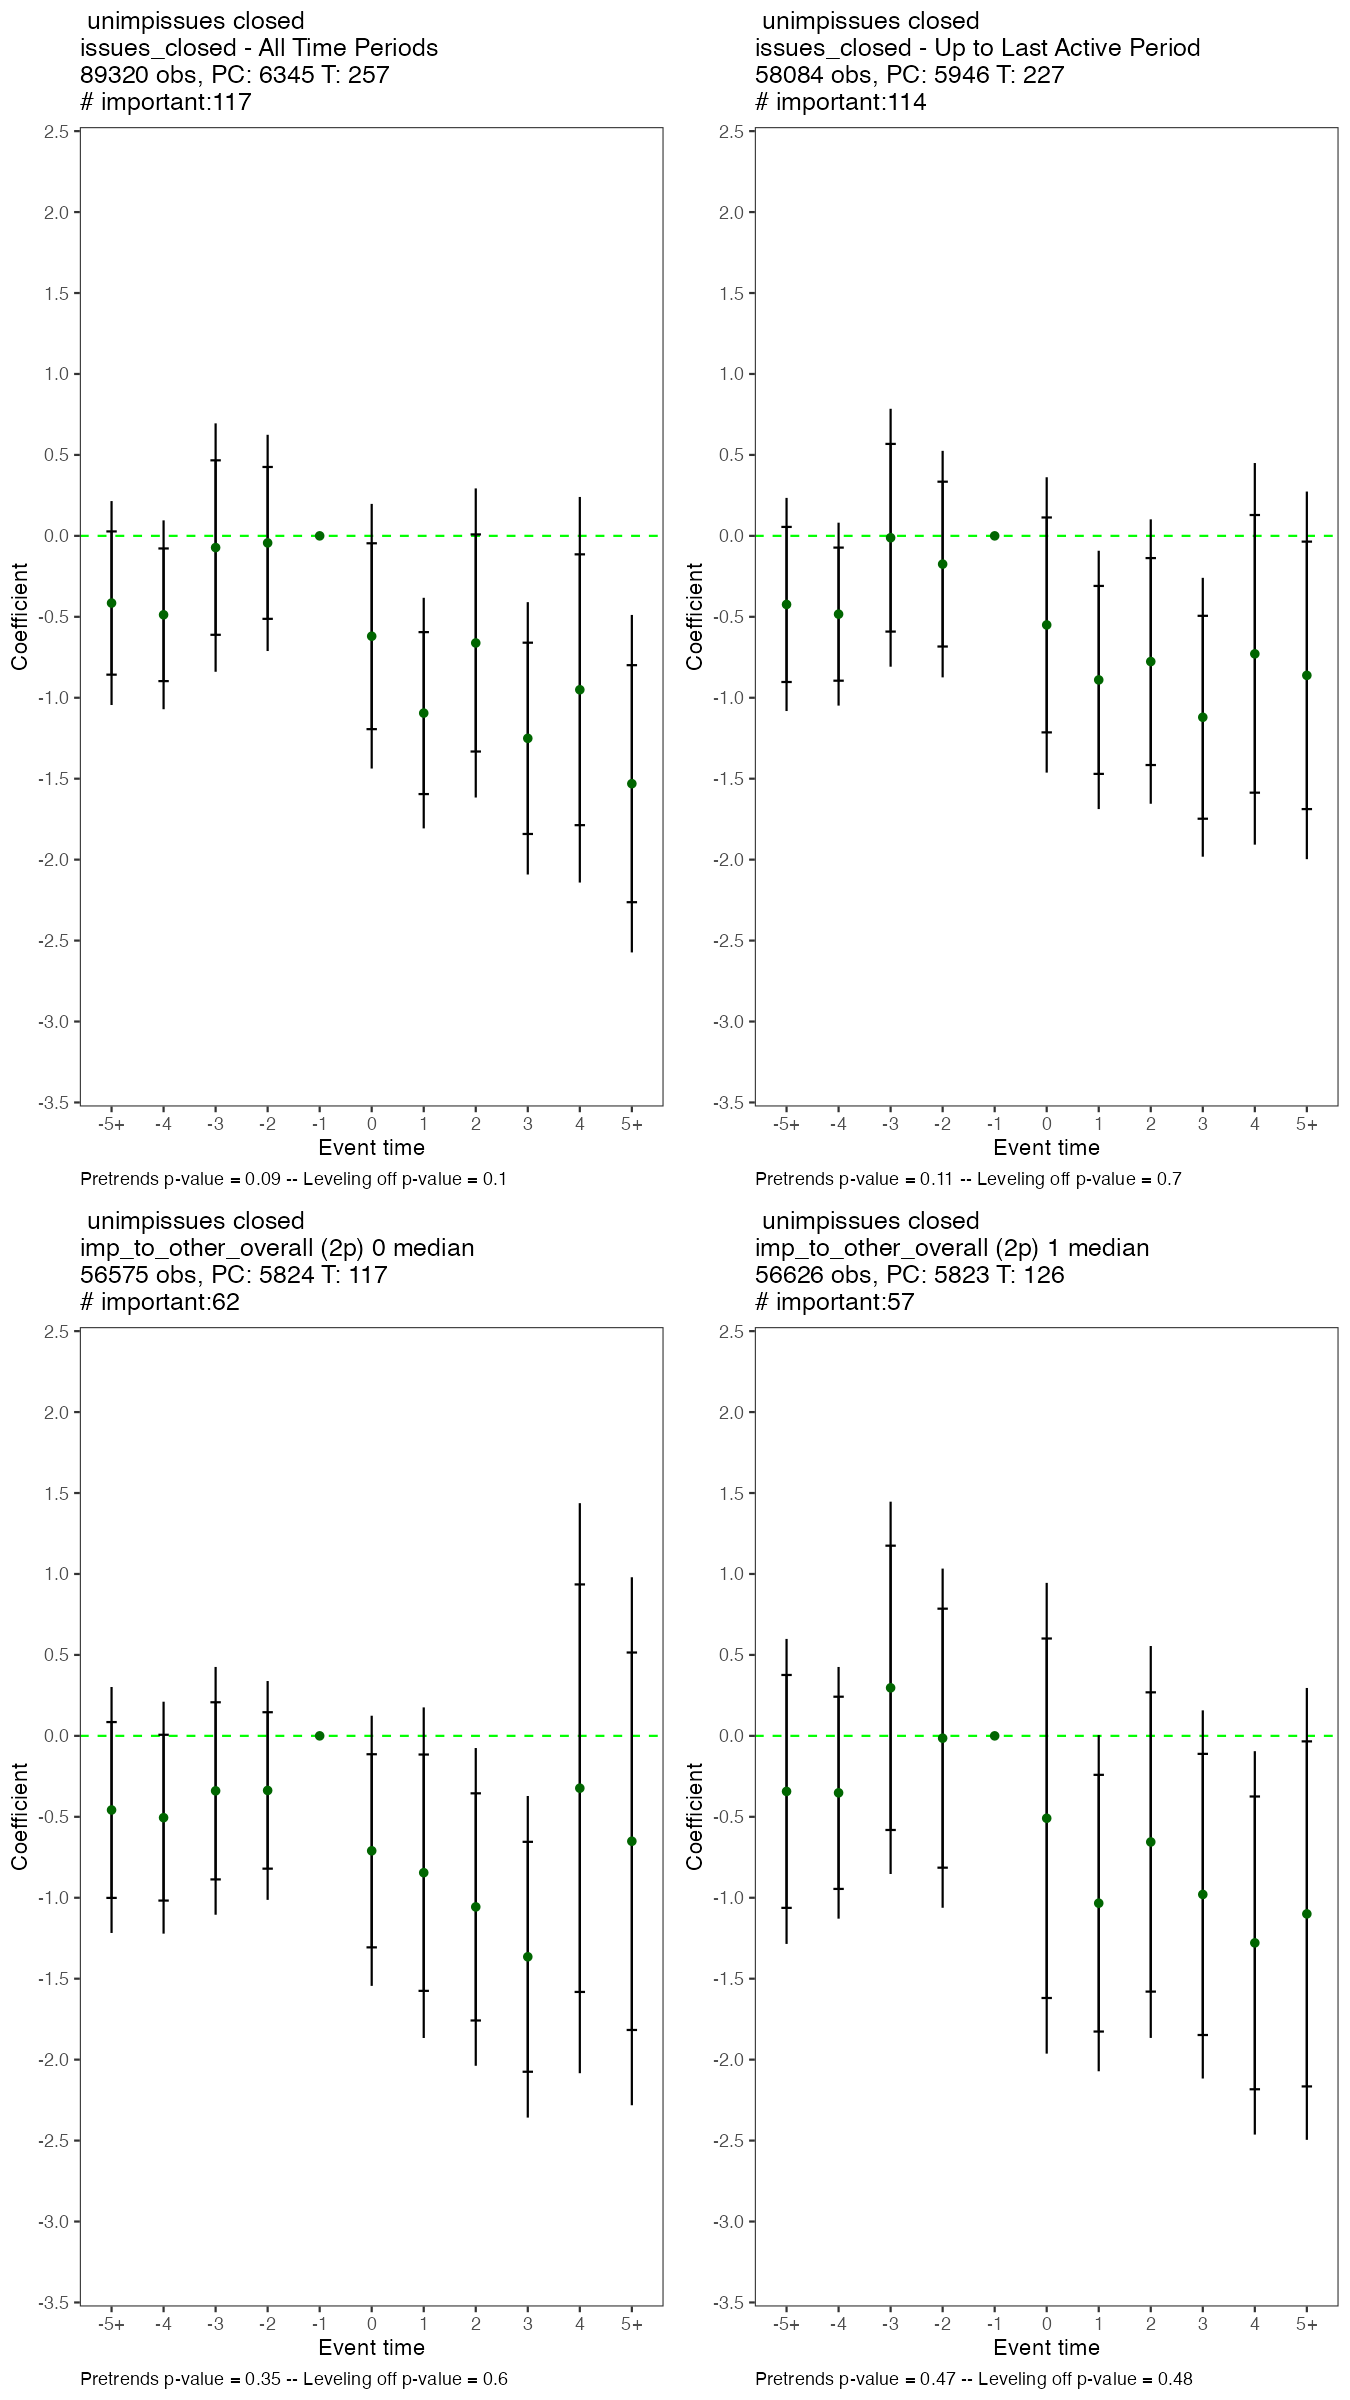 unimpissues closed
issues_closed - All Time Periods
89320 obs, PC: 6345 T: 257
# important:117
2.5
2.0
1.5
1.0
0.5
0.0
-0.5
-1.0
-1.5
-2.0
-2.5
-3.0
-3.5
Coefficient
-5+ -4 -3 -2 -1 0 1 2 3 4 5+
Event time
Pretrends p-value = 0.09 -- Leveling off p-value = 0.1
unimpissues closed
issues_closed - Up to Last Active Period
58084 obs, PC: 5946 T: 227
# important:114
2.5
2.0
1.5
1.0
0.5
0.0
-0.5
-1.0
-1.5
-2.0
-2.5
-3.0
-3.5
Coefficient
-5+ -4 -3 -2 -1 0 1 2 3 4 5+
Event time
Pretrends p-value = 0.11 -- Leveling off p-value = 0.7
unimpissues closed
imp_to_other_overall (2p) 0 median
56575 obs, PC: 5824 T: 117
# important:62
2.5
2.0
1.5
1.0
0.5
0.0
-0.5
-1.0
-1.5
-2.0
-2.5
-3.0
-3.5
Coefficient
-5+ -4 -3 -2 -1 0 1 2 3 4 5+
Event time
Pretrends p-value = 0.35 -- Leveling off p-value = 0.6
unimpissues closed
imp_to_other_overall (2p) 1 median
56626 obs, PC: 5823 T: 126
# important:57
2.5
2.0
1.5
1.0
0.5
0.0
-0.5
-1.0
-1.5
-2.0
-2.5
-3.0
-3.5
Coefficient
-5+ -4 -3 -2 -1 0 1 2 3 4 5+
Event time
Pretrends p-value = 0.47 -- Leveling off p-value = 0.48